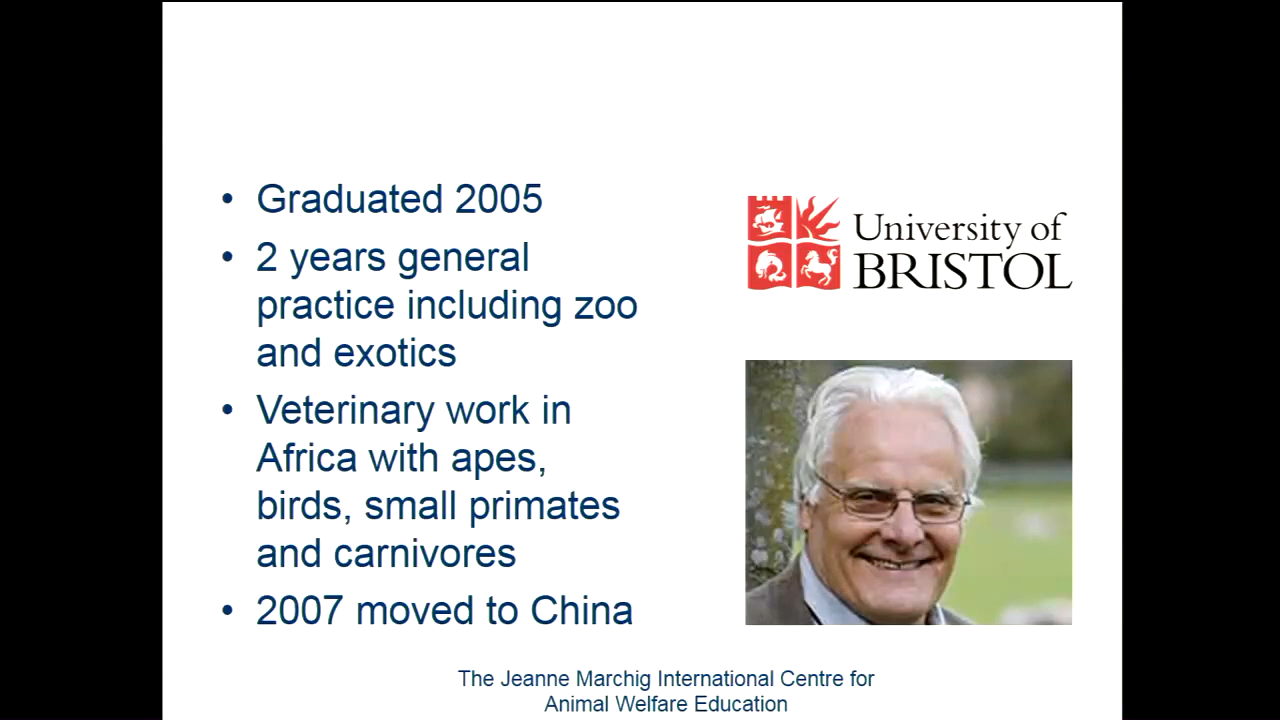 • Graduated 2005
• 2 years general
practice including zoo
and exotics
• Veterinary work in
Africa with apes,
birds, small primates
and carnivores
• 2007 moved to China
University of
BRISTOL
The Jeanne Marchig International Centre for
Animal Welfare Education